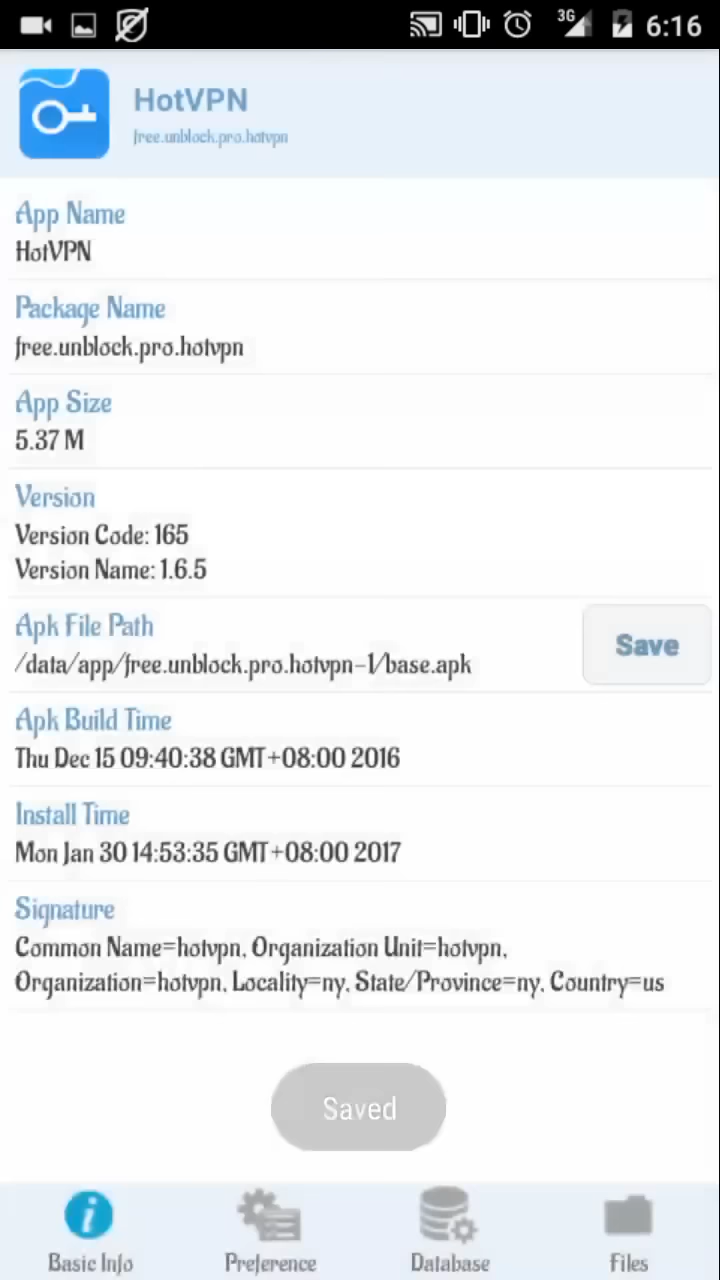 3G 6:16
HotVPN
free.unblock.pro.hotvpn
App Name
HotVPN
Package Name
free.unblock.pro.hotvpn
App Size
5.37 M
Version
Version Code: 165
Version Name: 1.6.5
Apk File Path
/data/app/free.unblock.pro.hotvpn-1/base.apk
Save
Apk Build Time
Thu Dec 15 09:40:38 GMT+08:00 2016
Install Time
Mon Jan 30 14:53:35 GMT+08:00 2017
Signature
Common Name=hotvpn, Organization Unit=hotvpn,
Organization=hotvpn, Locality=ny, State/Province=ny, Country=us
Saved
Basic Info Preference Database Files